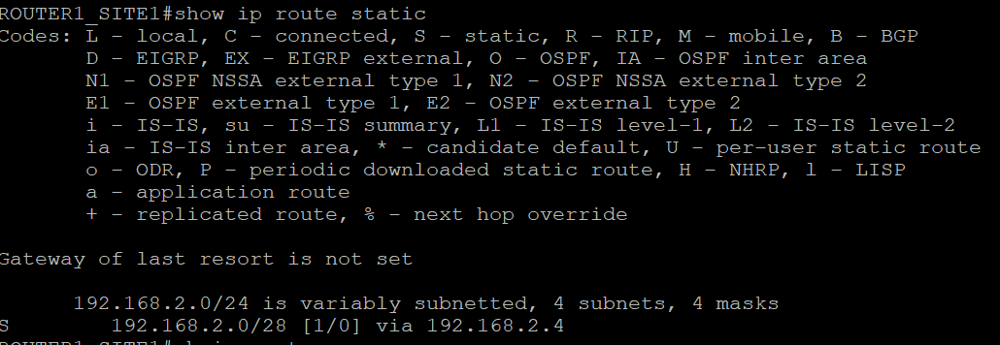 ROUTER1_SITE1#show ip route static
Codes: L - local, C - connected, S - static, R - RIP, M - mobile, B - BGP
D - EIGRP, EX - EIGRP external, O - OSPF, IA - OSPF inter area
N1 - OSPF NSSA external type 1, N2 - OSPF NSSA external type 2
E1 - OSPF external type 1, E2 - OSPF external type 2
i - IS-IS, su - IS-IS summary, L1 - IS-IS level-1, L2 - IS-IS level-2
ia - IS-IS inter area, * - candidate default, U - per-user static route
o - ODR, P - periodic downloaded static route, H - NHRP, l - LISP
a - application route
+ - replicated route, % - next hop override
Gateway of last resort is not set
192.168.2.0/24 is variably subnetted, 4 subnets, 4 masks
S 192.168.2.0/28 [1/0] via 192.168.2.4